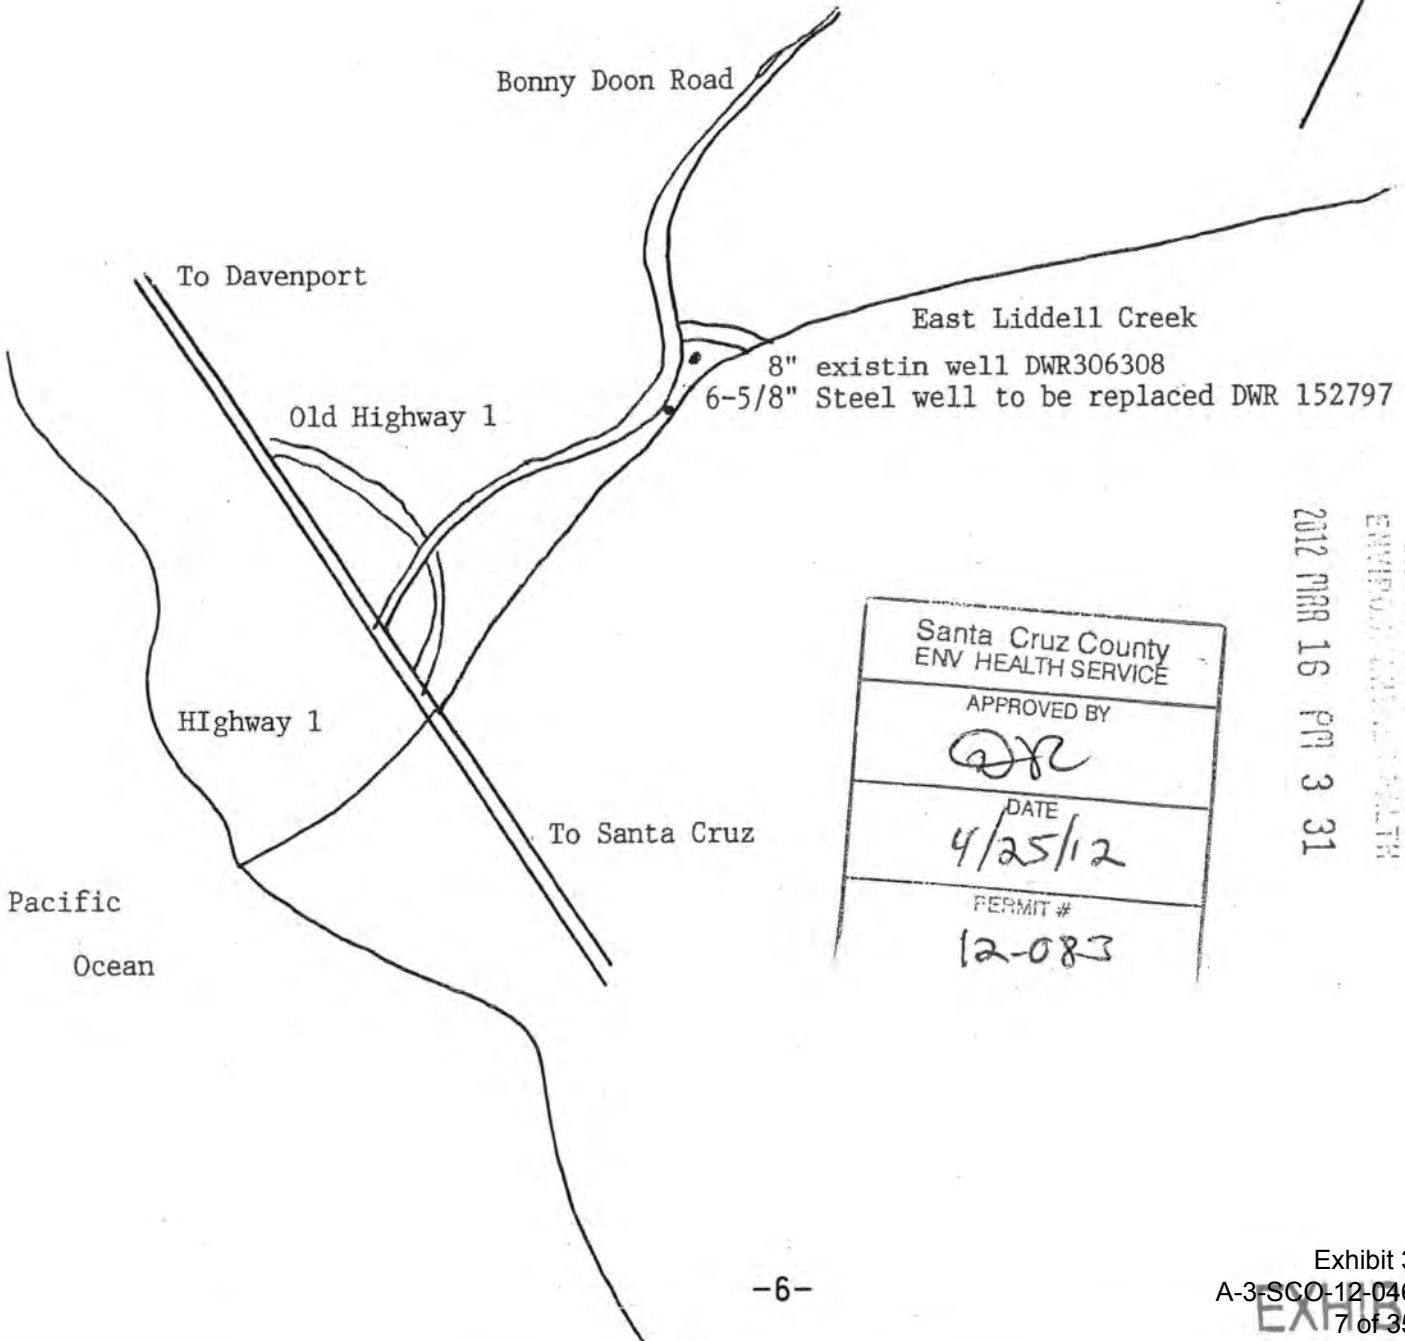 Bonny Doon Road
To Davenport
East Liddell Creek
8" existin well DWR306308
6-5/8" Steel well to be replaced DWR 152797
Old Highway 1
2012 MAR 16 PM 3 31
Santa Cruz County
ENV HEALTH SERVICE
APPROVED BY
DATE
4/25/12
PERMIT #
12-083
HIghway 1
To Santa Cruz
Pacific
Ocean
-6-
Exhibit 3
A-3-SCO-12-046
7 of 35